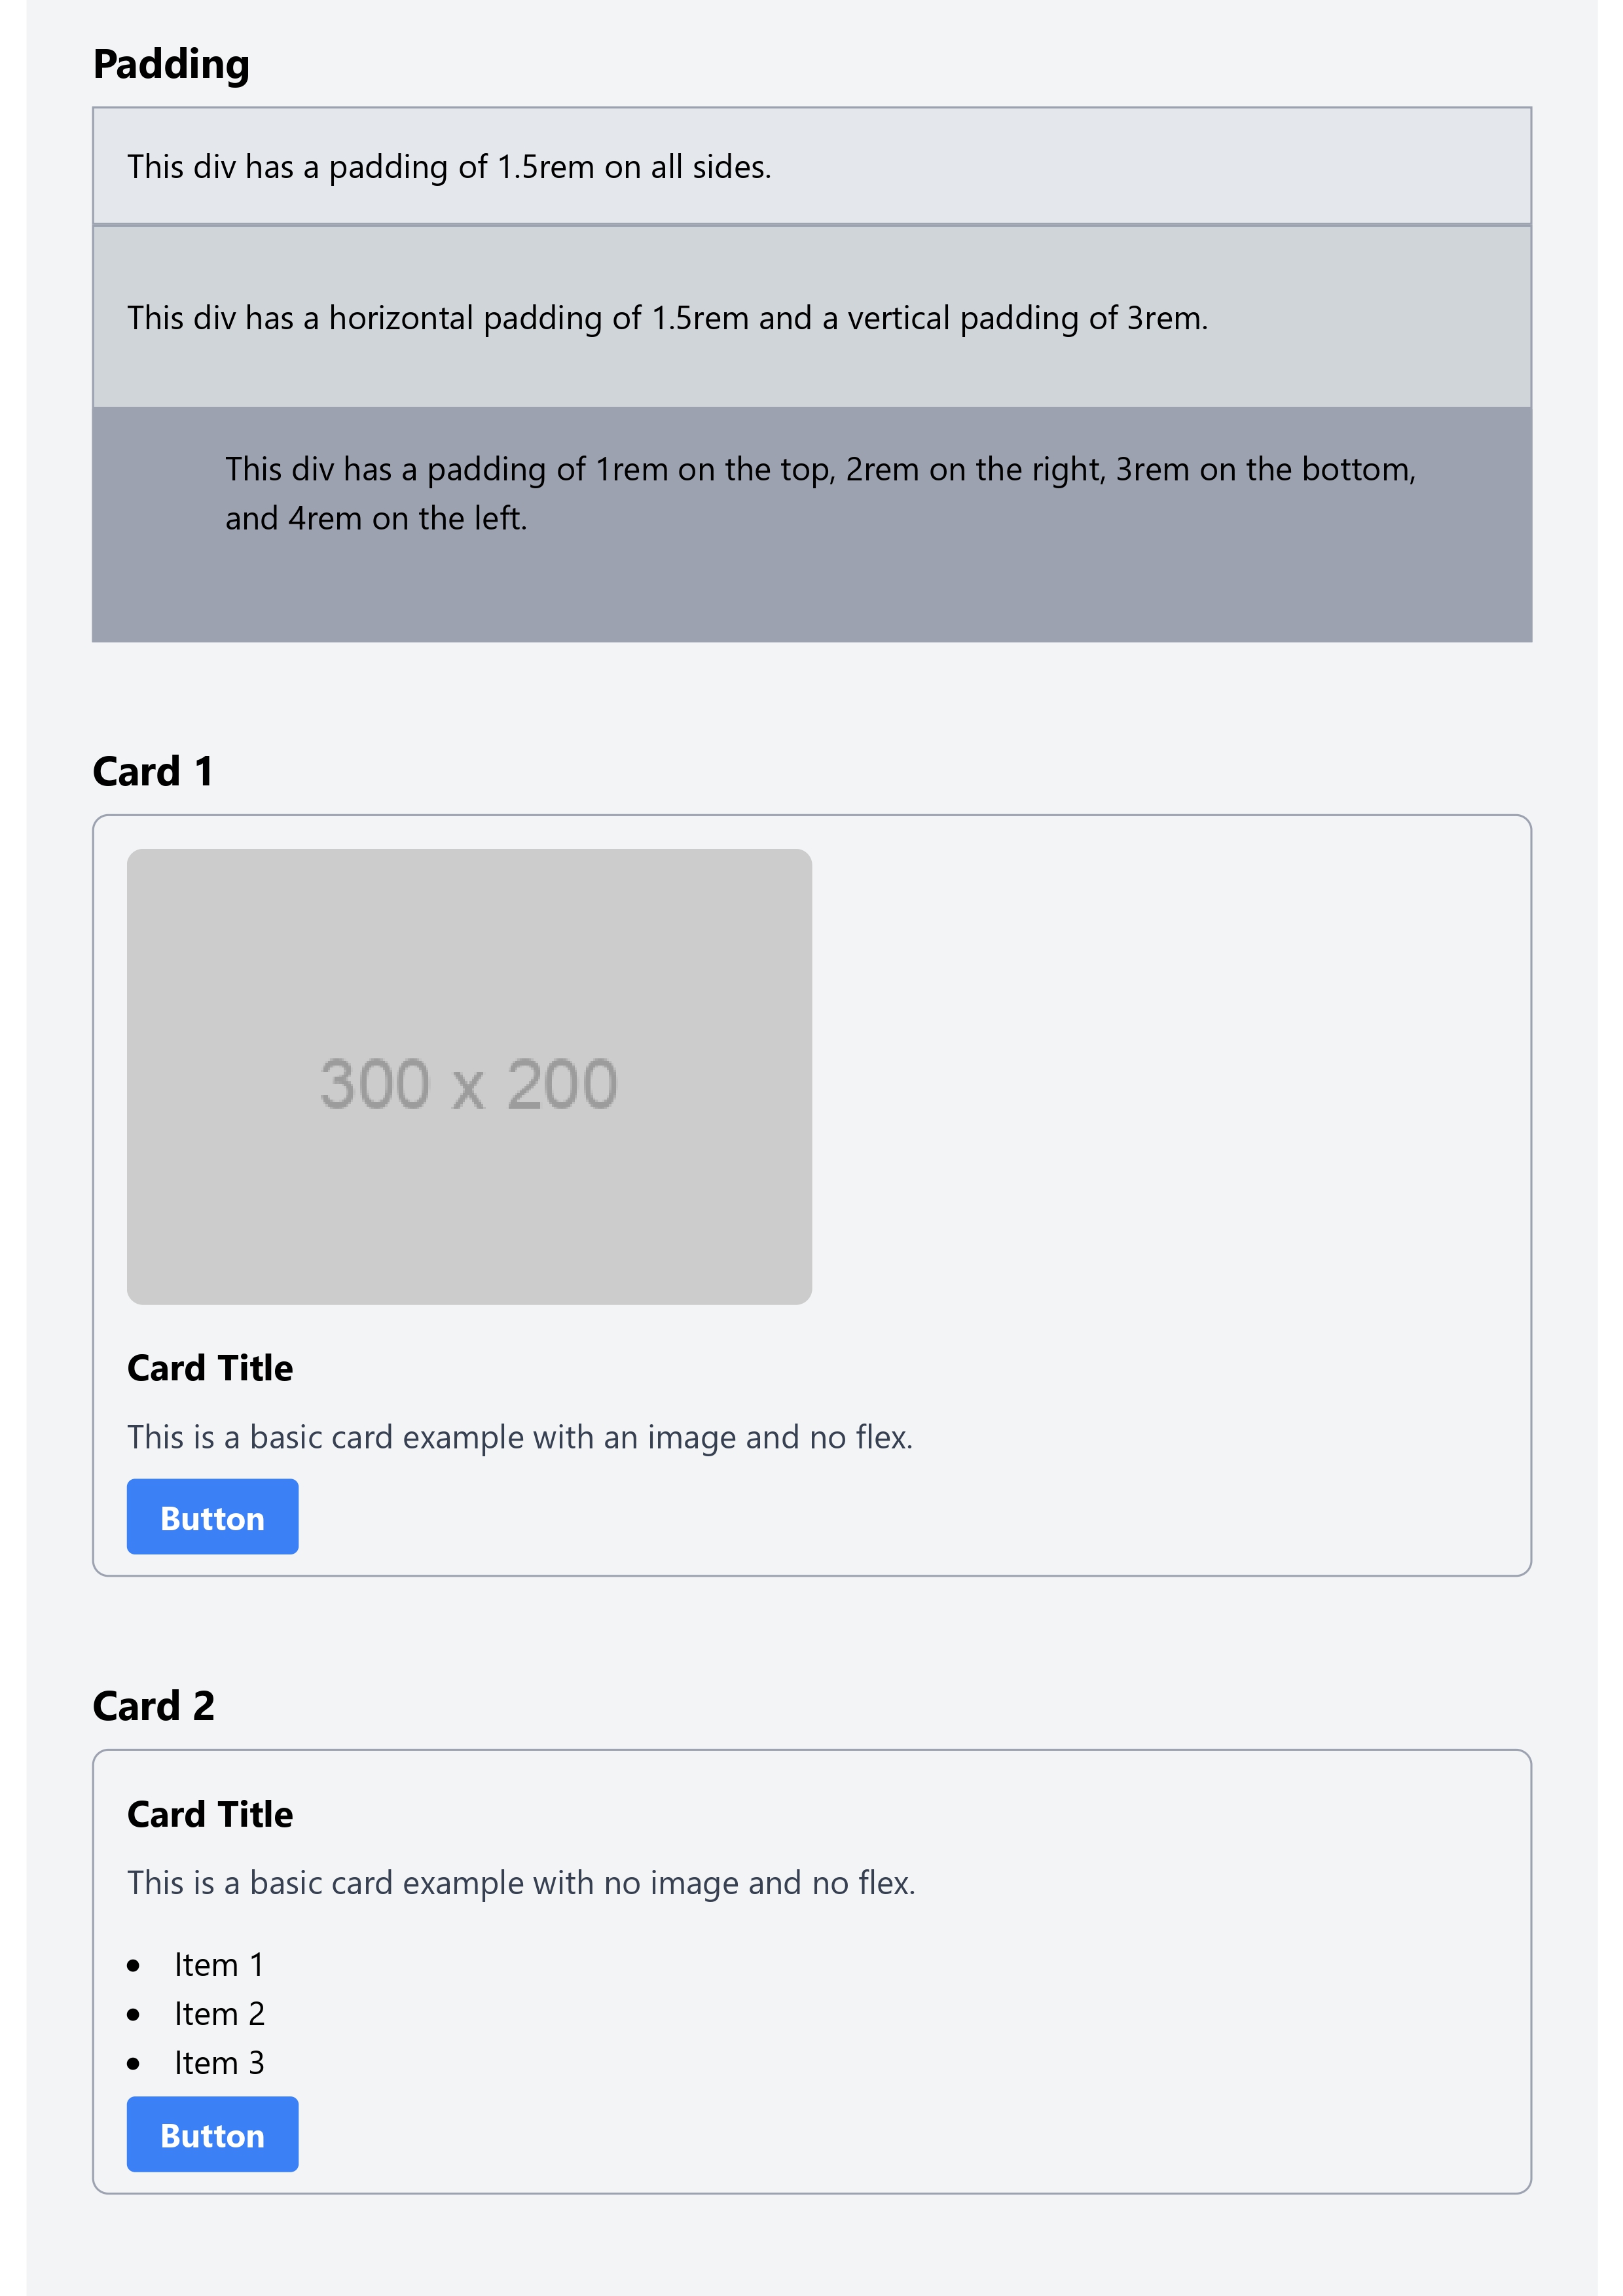 Padding
This div has a padding of 1.5rem on all sides.
This div has a horizontal padding of 1.5rem and a vertical padding of 3rem.
This div has a padding of 1rem on the top, 2rem on the right, 3rem on the bottom,
and 4rem on the left.
Card 1
300 x 200
Card Title
This is a basic card example with an image and no flex.
Button
Card 2
Card Title
This is a basic card example with no image and no flex.
• Item 1
• Item 2
• Item 3
Button